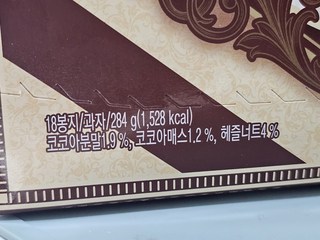 18봉지/과자/284 g(1,528 kcal)
코코아분말1.9 %, 코코아매스1.2 %, 헤즐너트4 %